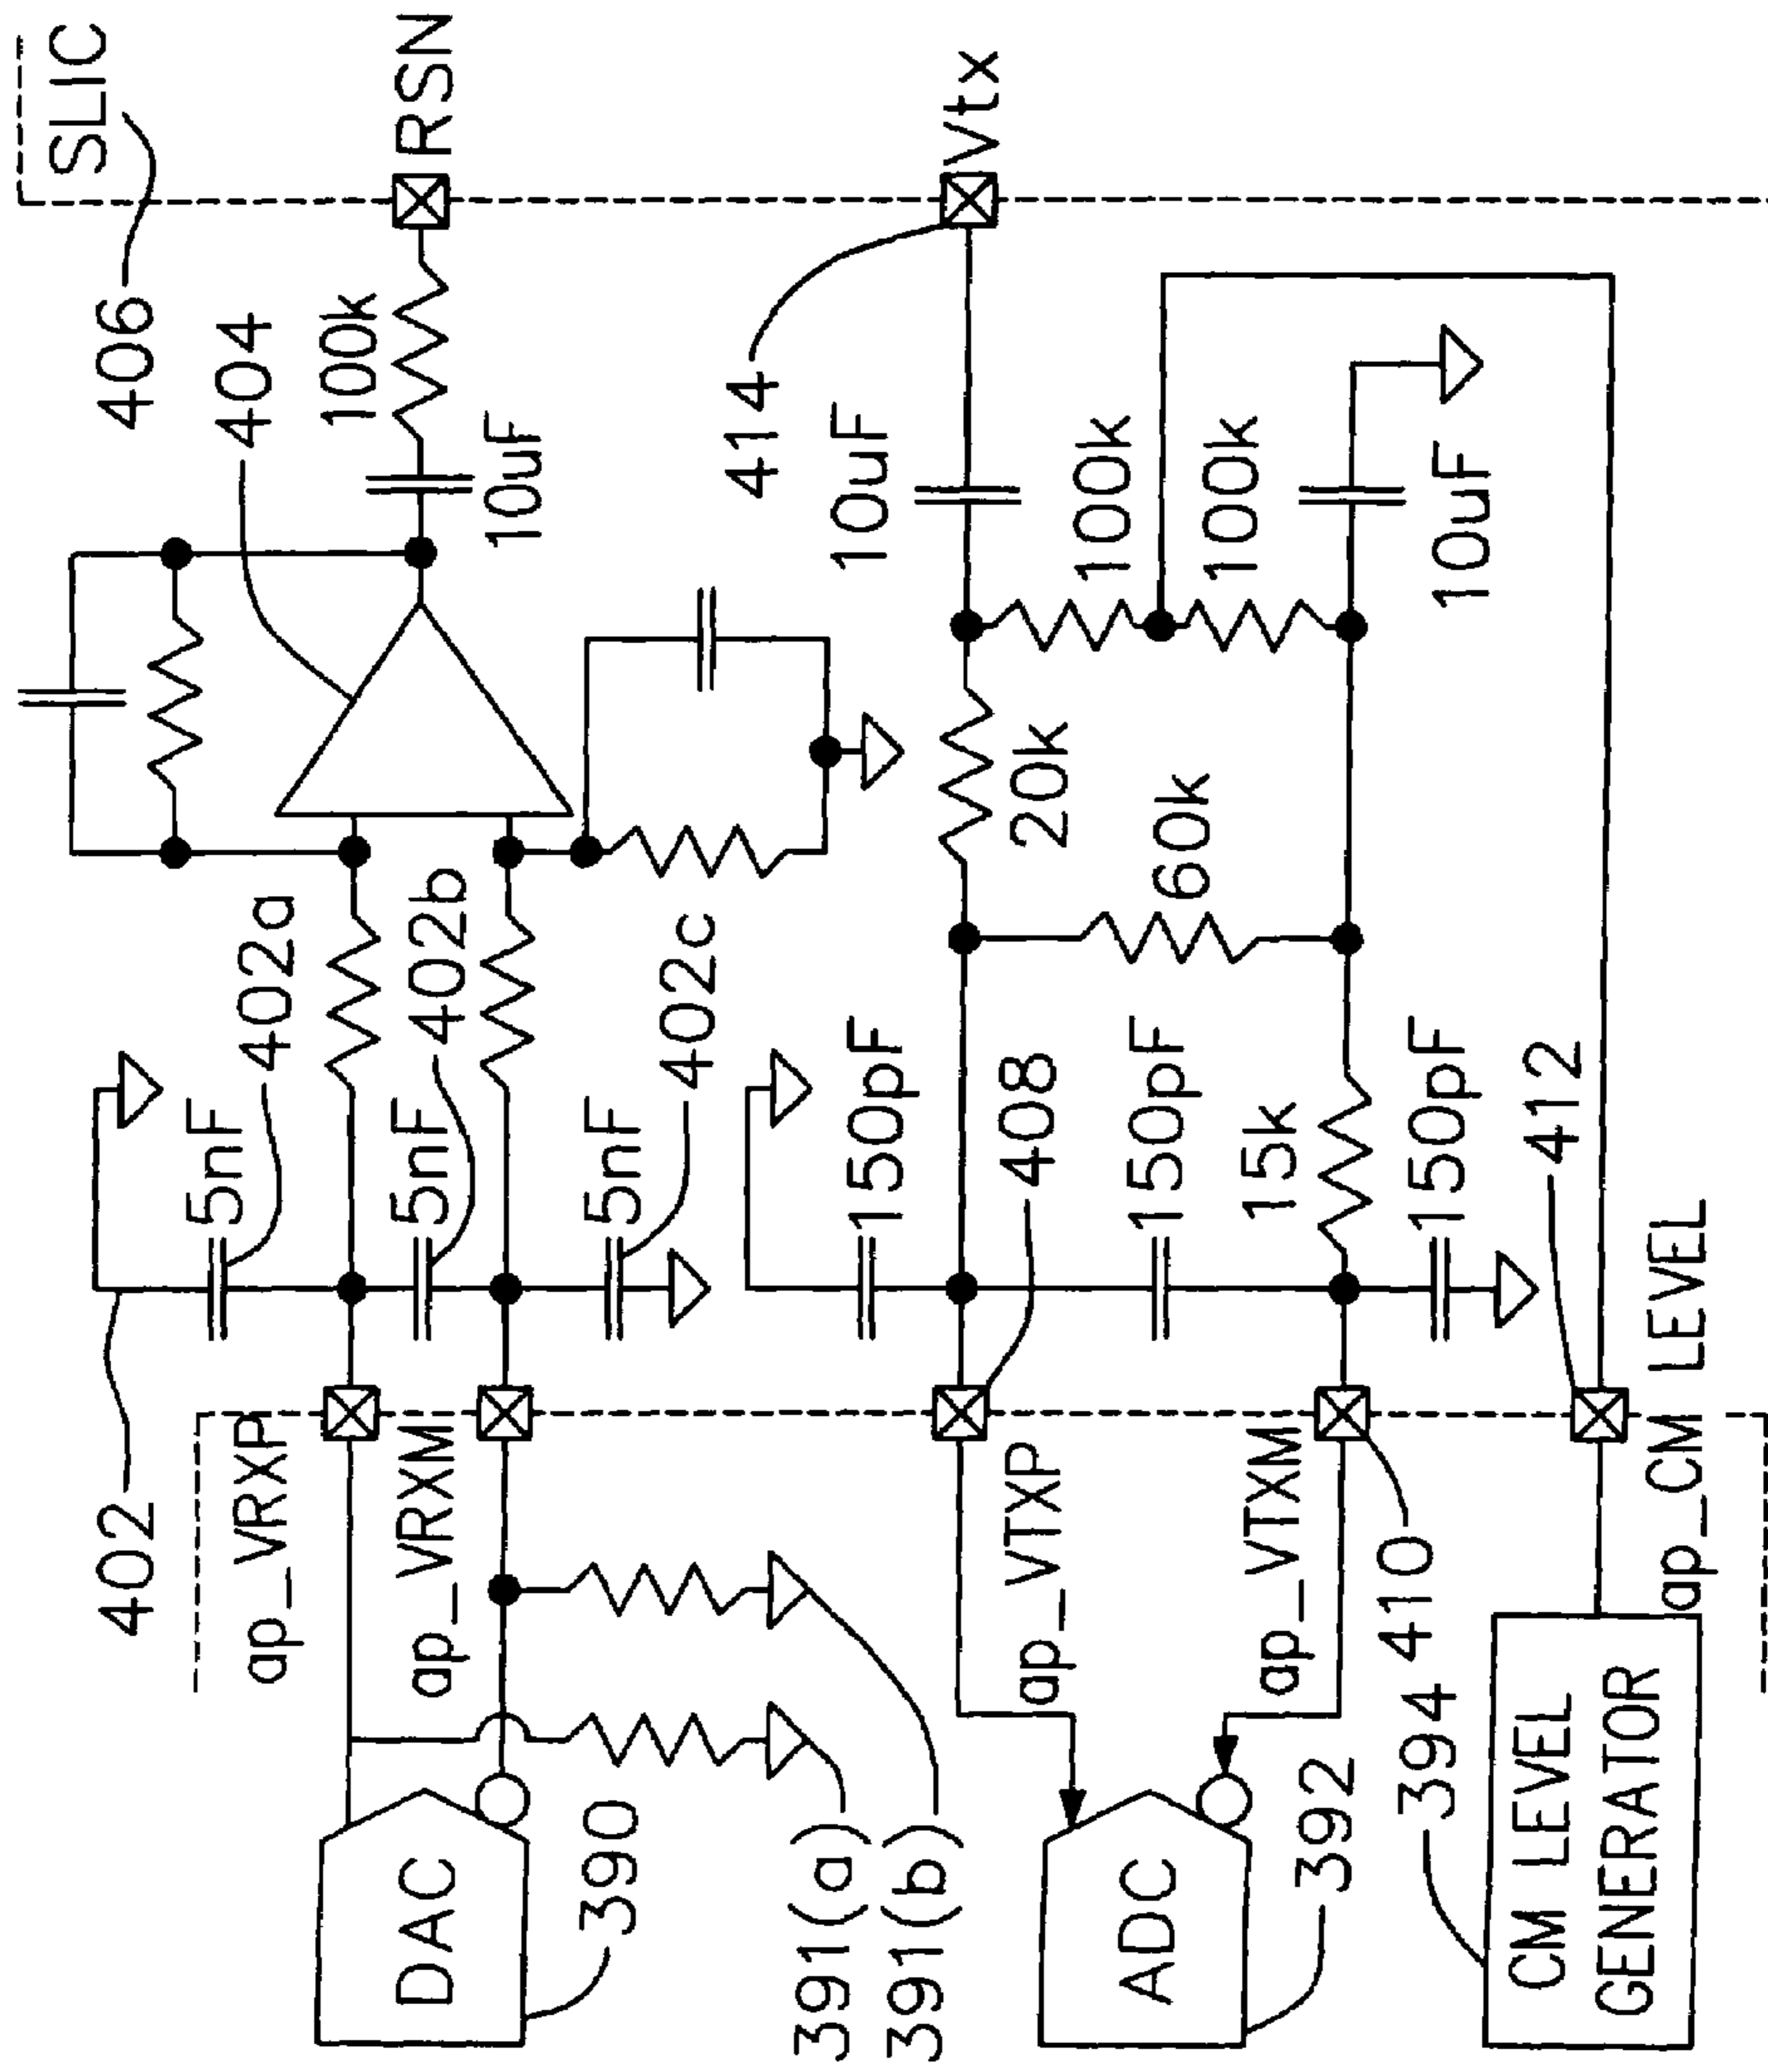 SLIC
406
404
100k
RSN
10uF
402
402a
5nF
402b
5nF
402c
5nF
ap_VRXP
ap_VRXM
DAC
390
391(a)
391(b)
414
Vtx
10uF
100k
100k
10uF
20k
60k
150pF
408
150pF
15k
150pF
412
ap_VTXP
ap_VTXM
410
ADC
392
394
CM LEVEL
GENERATOR
ap_CM LEVEL